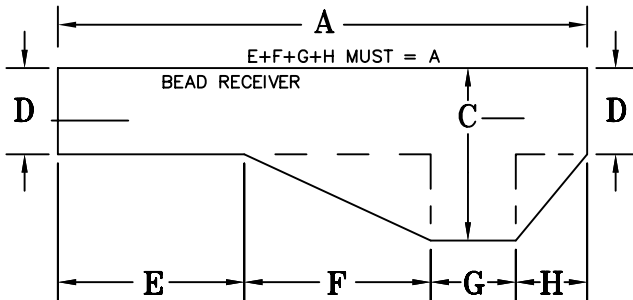 A
E+F+G+H MUST = A
BEAD RECEIVER
D
C
D
E
F
G
H